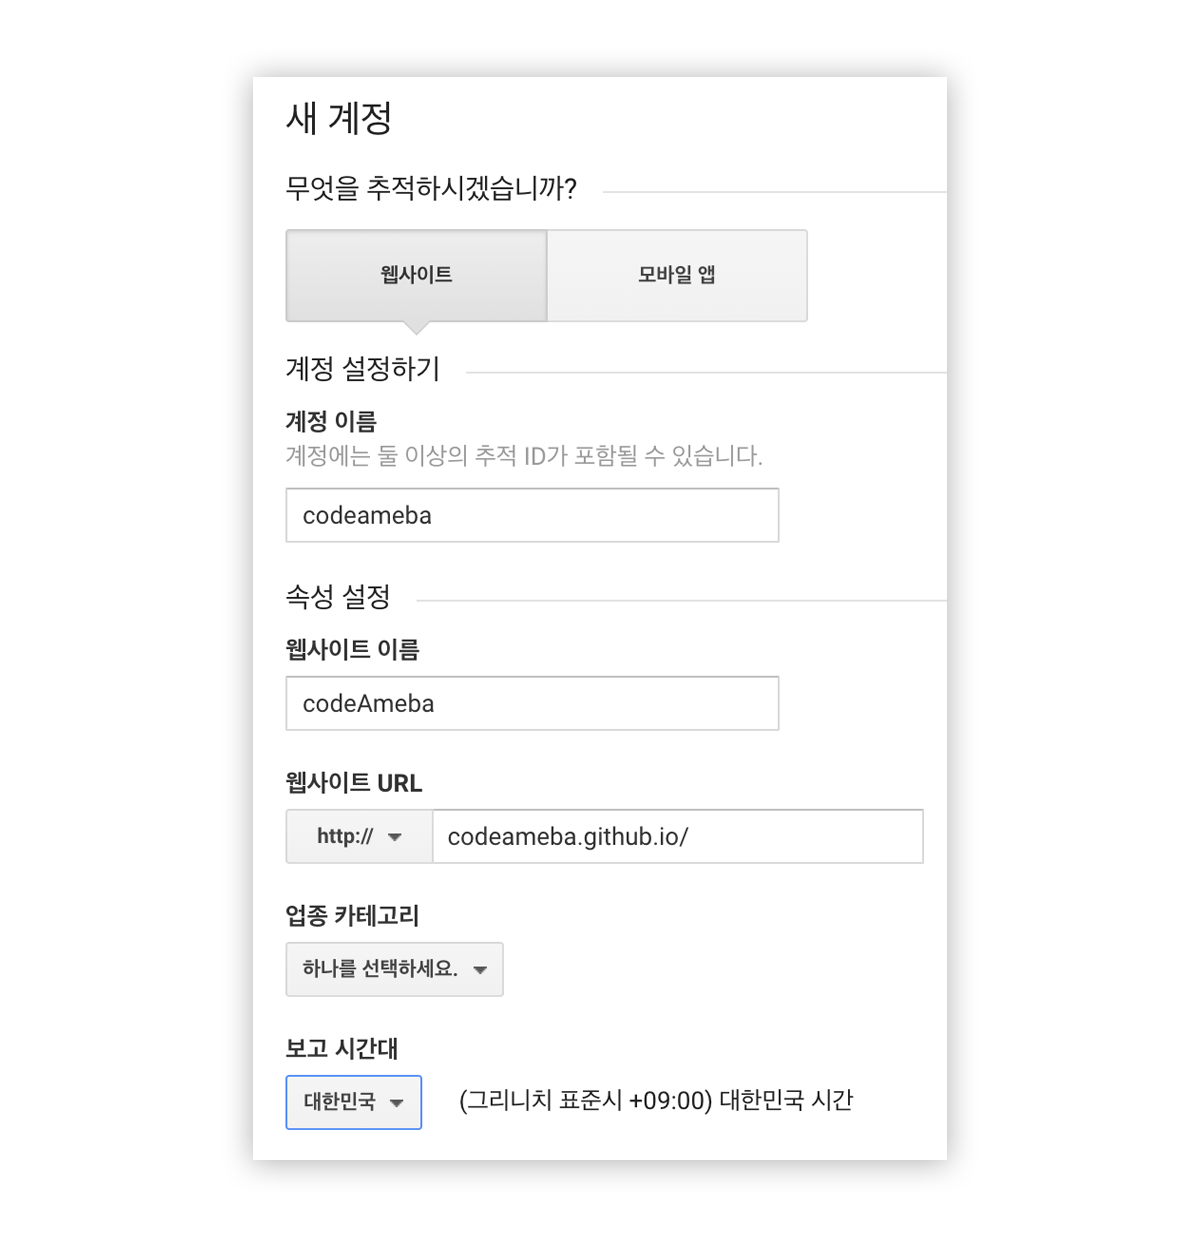 새 계정
무엇을 추적하시겠습니까?
웹사이트
모바일 앱
계정 설정하기
계정 이름
계정에는 둘 이상의 추적 ID가 포함될 수 있습니다.
codeameba
속성 설정
웹사이트 이름
codeAmeba
웹사이트 URL
http://
codeameba.github.io/
업종 카테고리
하나를 선택하세요.
보고 시간대
대한민국
(그리니치 표준시 +09:00) 대한민국 시간